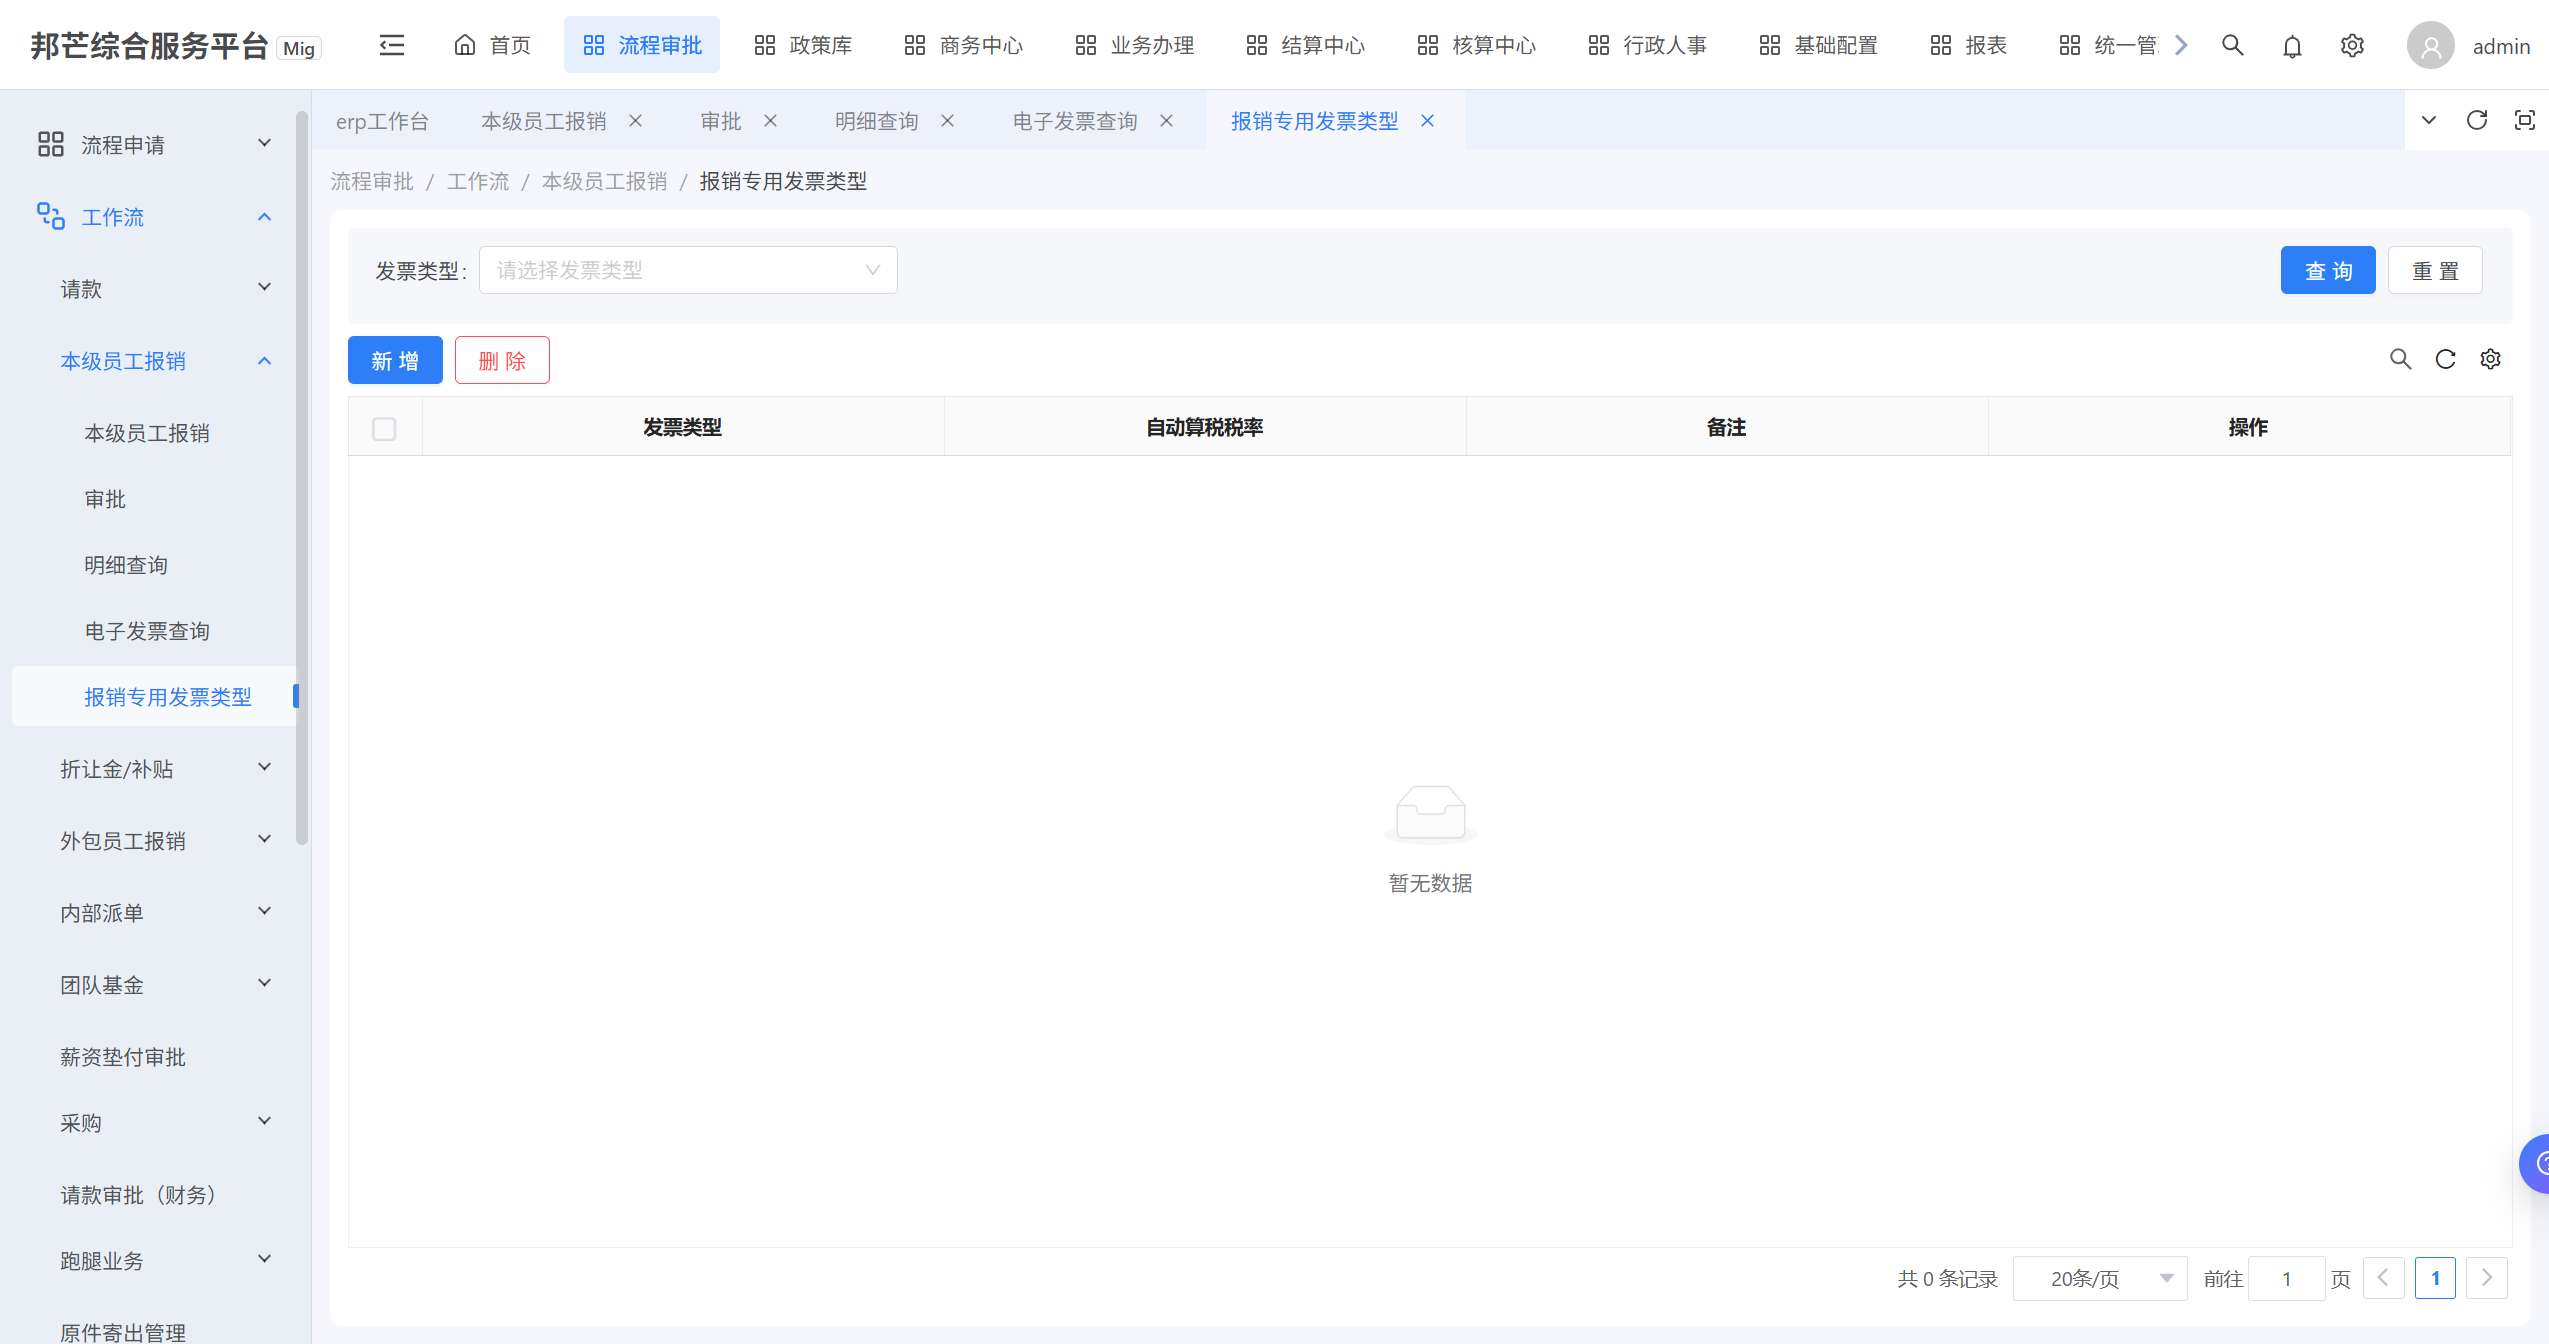 邦芒综合服务平台 Mig
首页 流程审批 政策库 商务中心 业务办理 结算中心 核算中心 行政人事 基础配置 报表 统一管
admin
流程申请
工作流
请款
本级员工报销
本级员工报销
审批
明细查询
电子发票查询
报销专用发票类型
折让金/补贴
外包员工报销
内部派单
团队基金
薪资垫付审批
采购
请款审批（财务）
跑腿业务
原件寄出管理
erp工作台 本级员工报销 审批 明细查询 电子发票查询 报销专用发票类型
流程审批 / 工作流 / 本级员工报销 / 报销专用发票类型
发票类型: 请选择发票类型 查 询 重 置
新 增 删 除
发票类型 自动算税税率 备注 操作
暂无数据
共 0 条记录 20条/页 前往 1 页 1